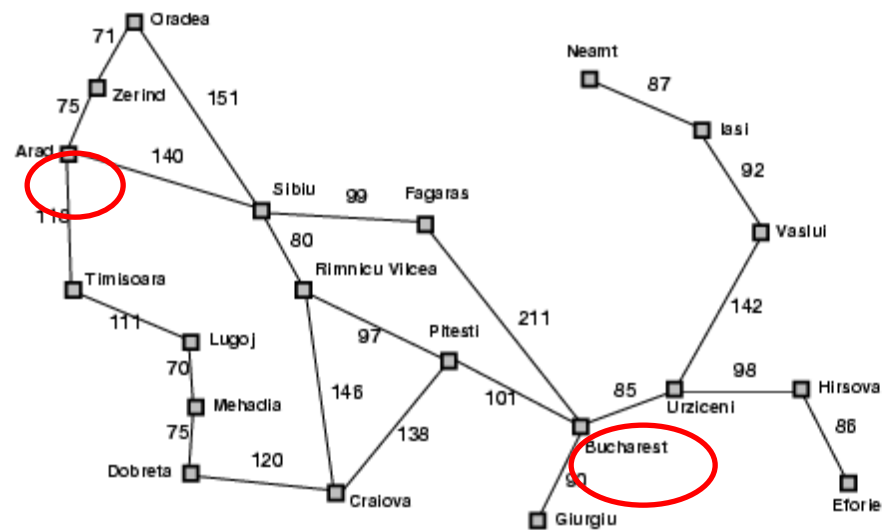 Oradea
71
Neamt
87
Zerind
151
75
Iasi
Arad
140
92
Sibiu
99
Fagaras
118
80
Vaslui
Timisoara
Rimnicu Vilcea
111
142
211
Lugoj
97
Pitesti
70
98
Hirsova
85
146
101
Mehadia
Urziceni
86
75
138
Bucharest
120
Dobreta
90
Craiova
Eforie
Giurgiu